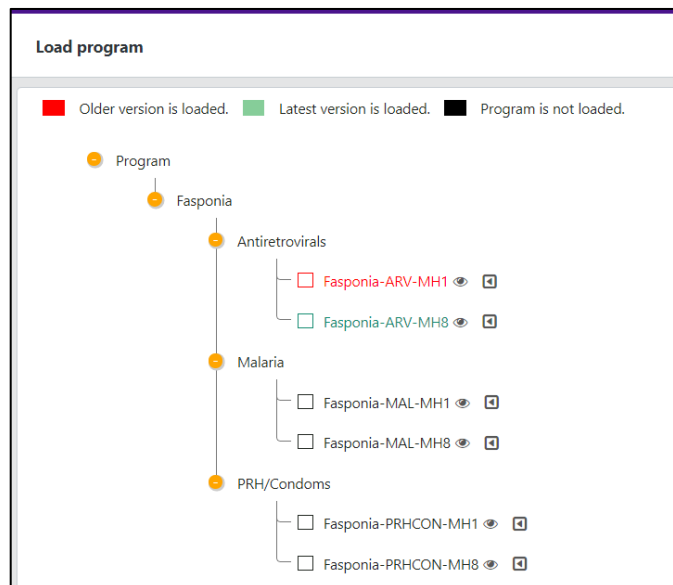 Load program
Older version is loaded. Latest version is loaded. Program is not loaded.
Program
Fasponia
Antiretrovirals
Fasponia-ARV-MH1
Fasponia-ARV-MH8
Malaria
Fasponia-MAL-MH1
Fasponia-MAL-MH8
PRH/Condoms
Fasponia-PRHCON-MH1
Fasponia-PRHCON-MH8